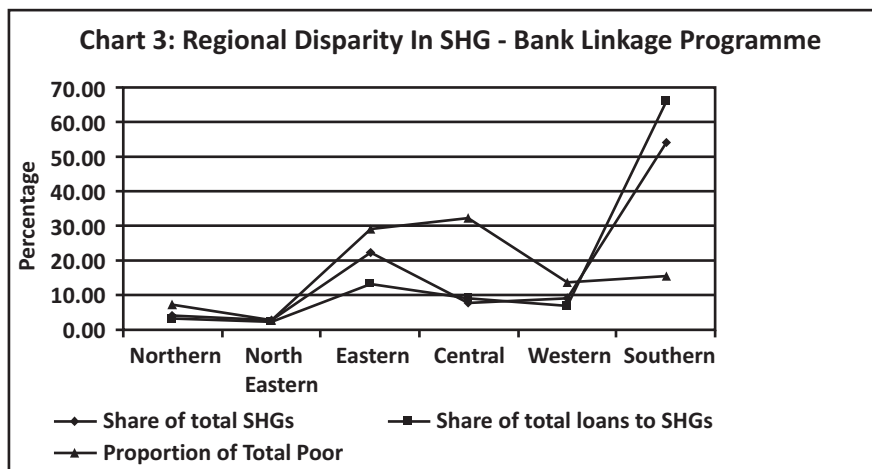 Chart 3: Regional Disparity In SHG - Bank Linkage Programme
Percentage
70.00
60.00
50.00
40.00
30.00
20.00
10.00
0.00
Northern
North
Eastern
Eastern
Central
Western
Southern
Share of total SHGs
Share of total loans to SHGs
Proportion of Total Poor